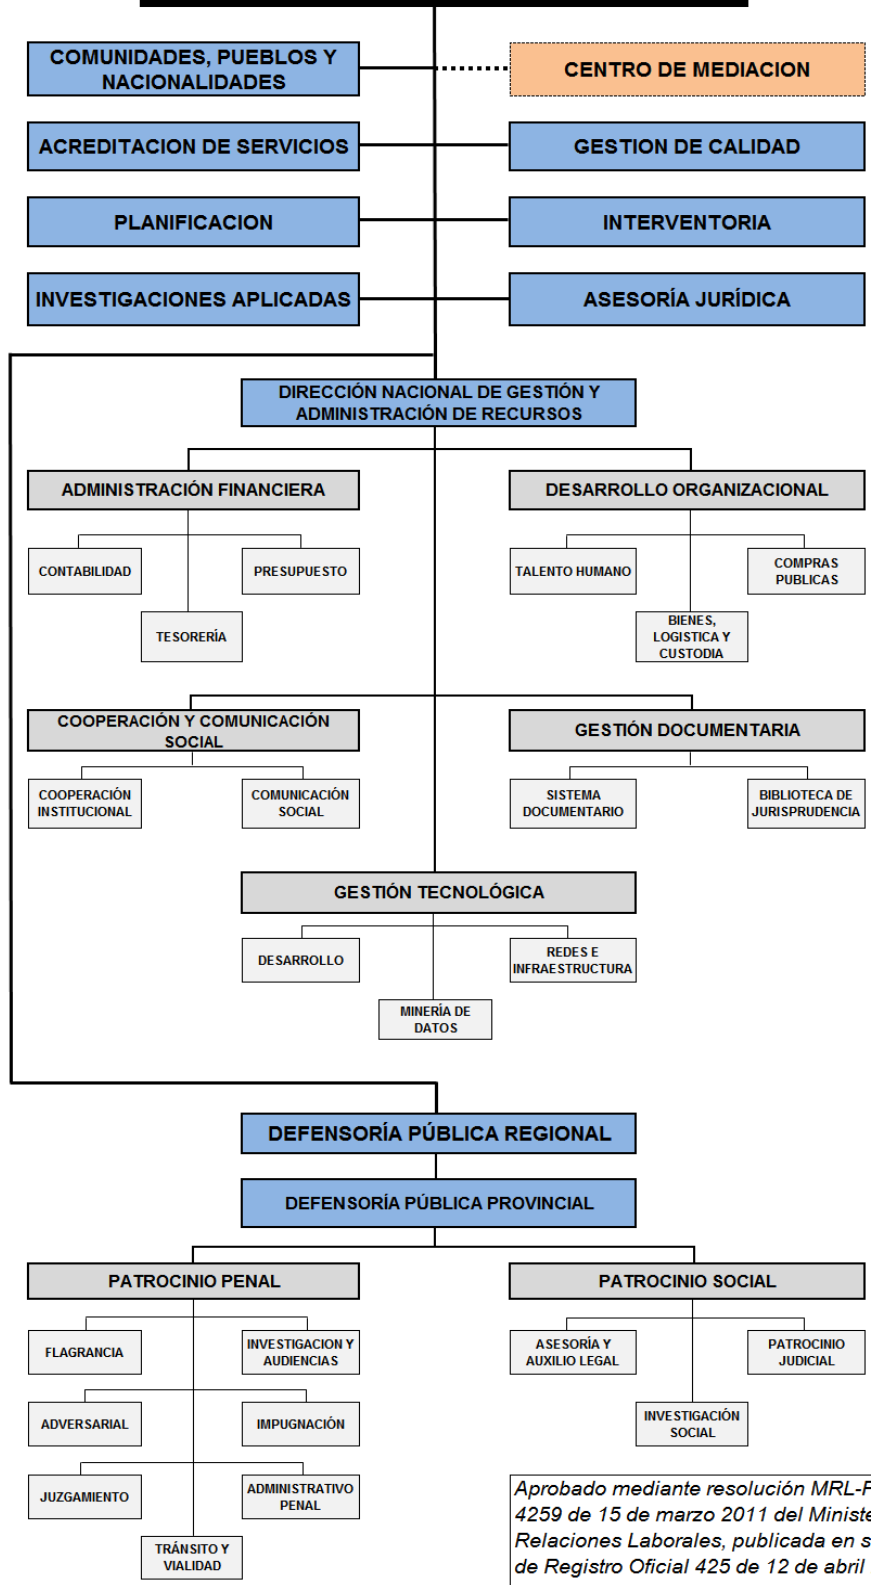 COMUNIDADES, PUEBLOS Y
NACIONALIDADES
CENTRO DE MEDIACION
ACREDITACION DE SERVICIOS
GESTION DE CALIDAD
PLANIFICACION
INTERVENTORIA
INVESTIGACIONES APLICADAS
ASESORÍA JURÍDICA
DIRECCIÓN NACIONAL DE GESTIÓN Y
ADMINISTRACIÓN DE RECURSOS
ADMINISTRACIÓN FINANCIERA
DESARROLLO ORGANIZACIONAL
CONTABILIDAD
PRESUPUESTO
TALENTO HUMANO
COMPRAS
PUBLICAS
TESORERÍA
BIENES,
LOGISTICA Y
CUSTODIA
COOPERACIÓN Y COMUNICACIÓN
SOCIAL
GESTIÓN DOCUMENTARIA
COOPERACIÓN
INSTITUCIONAL
COMUNICACIÓN
SOCIAL
SISTEMA
DOCUMENTARIO
BIBLIOTECA DE
JURISPRUDENCIA
GESTIÓN TECNOLÓGICA
DESARROLLO
REDES E
INFRAESTRUCTURA
MINERÍA DE
DATOS
DEFENSORÍA PÚBLICA REGIONAL
DEFENSORÍA PÚBLICA PROVINCIAL
PATROCINIO PENAL
PATROCINIO SOCIAL
FLAGRANCIA
INVESTIGACION Y
AUDIENCIAS
ASESORÍA Y
AUXILIO LEGAL
PATROCINIO
JUDICIAL
ADVERSARIAL
IMPUGNACIÓN
INVESTIGACIÓN
SOCIAL
JUZGAMIENTO
ADMINISTRATIVO
PENAL
TRÁNSITO Y
VIALIDAD
Aprobado mediante resolución
4259 de 15 de marzo 2011 del
Relaciones Laborales, publicada en
de Registro Oficial 425 de 12 de abril